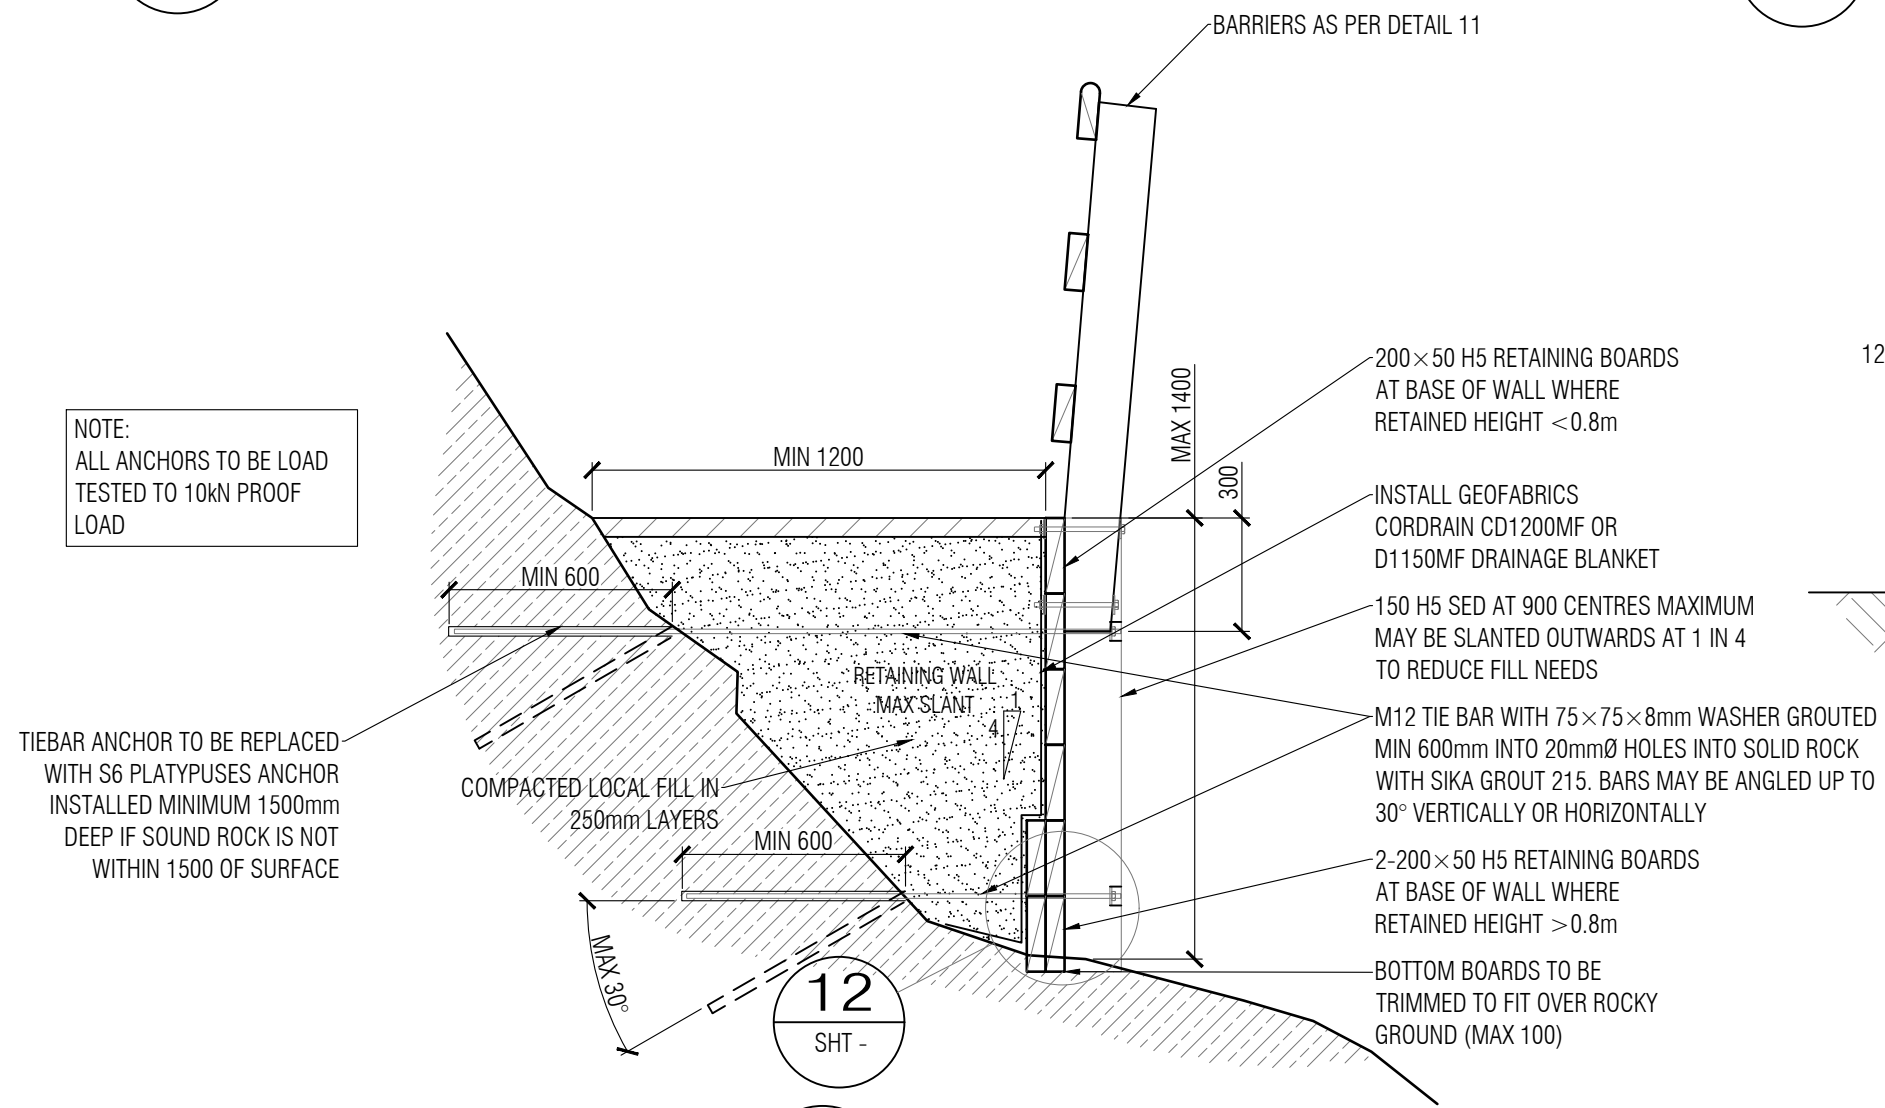 BARRIERS AS PER DETAIL 11
NOTE:
ALL ANCHORS TO BE LOAD
TESTED TO 10kN PROOF
LOAD
MIN 1200
MAX 1400
300
200×50 H5 RETAINING BOARDS
AT BASE OF WALL WHERE
RETAINED HEIGHT <0.8m
12
INSTALL GEOFABRICS
CORDRAIN CD1200MF OR
D1150MF DRAINAGE BLANKET
MIN 600
150 H5 SED AT 900 CENTRES MAXIMUM
MAY BE SLANTED OUTWARDS AT 1 IN 4
TO REDUCE FILL NEEDS
RETAINING WALL
MAX SLANT
1
4
M12 TIE BAR WITH 75×75×8mm WASHER GROUTED
MIN 600mm INTO 20mmØ HOLES INTO SOLID ROCK
WITH SIKA GROUT 215. BARS MAY BE ANGLED UP TO
30° VERTICALLY OR HORIZONTALLY
TIEBAR ANCHOR TO BE REPLACED
WITH S6 PLATYPUSES ANCHOR
INSTALLED MINIMUM 1500mm
DEEP IF SOUND ROCK IS NOT
WITHIN 1500 OF SURFACE
COMPACTED LOCAL FILL IN
250mm LAYERS
MIN 600
2-200×50 H5 RETAINING BOARDS
AT BASE OF WALL WHERE
RETAINED HEIGHT >0.8m
MAX 30°
12
SHT -
BOTTOM BOARDS TO BE
TRIMMED TO FIT OVER ROCKY
GROUND (MAX 100)